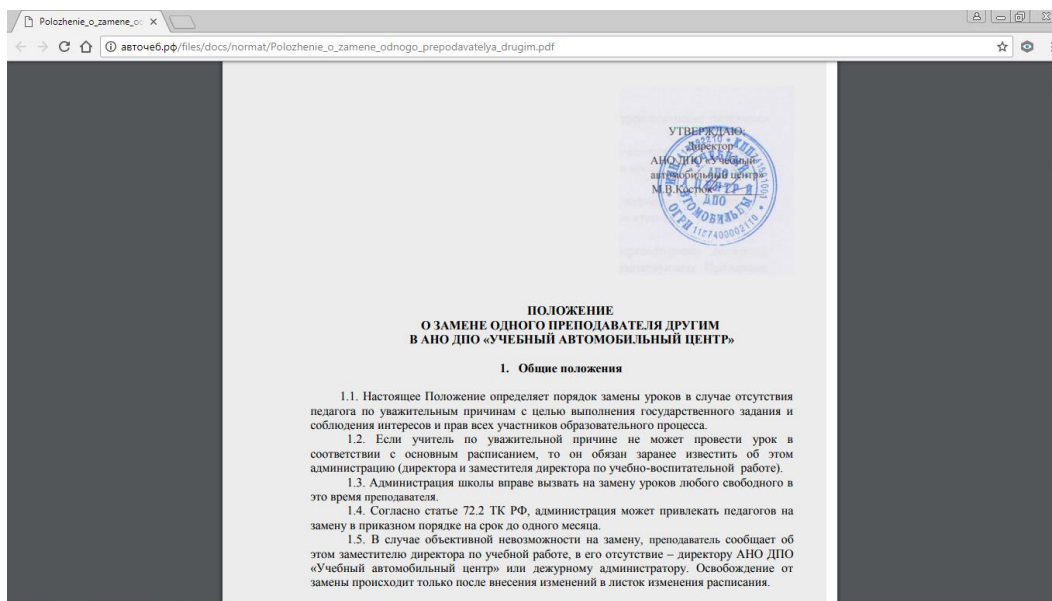 Polozhenie_o_zamene_od
авточеб.рф/files/docs/normat/Polozhenie_o_zamene_odnogo_prepodavatelya_drugim.pdf
УТВЕРЖДАЮ:
Директор
АНО ДПО «Учебный
автомобильный центр»
М.В.Костюк
ПОЛОЖЕНИЕ
О ЗАМЕНЕ ОДНОГО ПРЕПОДАВАТЕЛЯ ДРУГИМ
В АНО ДПО «УЧЕБНЫЙ АВТОМОБИЛЬНЫЙ ЦЕНТР»
1. Общие положения
1.1. Настоящее Положение определяет порядок замены уроков в случае отсутствия
педагога по уважительным причинам с целью выполнения государственного задания и
соблюдения интересов и прав всех участников образовательного процесса.
1.2. Если учитель по уважительной причине не может провести урок в
соответствии с основным расписанием, то он обязан заранее известить об этом
администрацию (директора и заместителя директора по учебно-воспитательной работе).
1.3. Администрация школы вправе вызвать на замену уроков любого свободного в
это время преподавателя.
1.4. Согласно статье 72.2 ТК РФ, администрация может привлекать педагогов на
замену в приказном порядке на срок до одного месяца.
1.5. В случае объективной невозможности на замену, преподаватель сообщает об
этом заместителю директора по учебной работе, в его отсутствие – директору АНО ДПО
«Учебный автомобильный центр» или дежурному администратору. Освобождение от
замены происходит только после внесения изменений в листок изменения расписания.